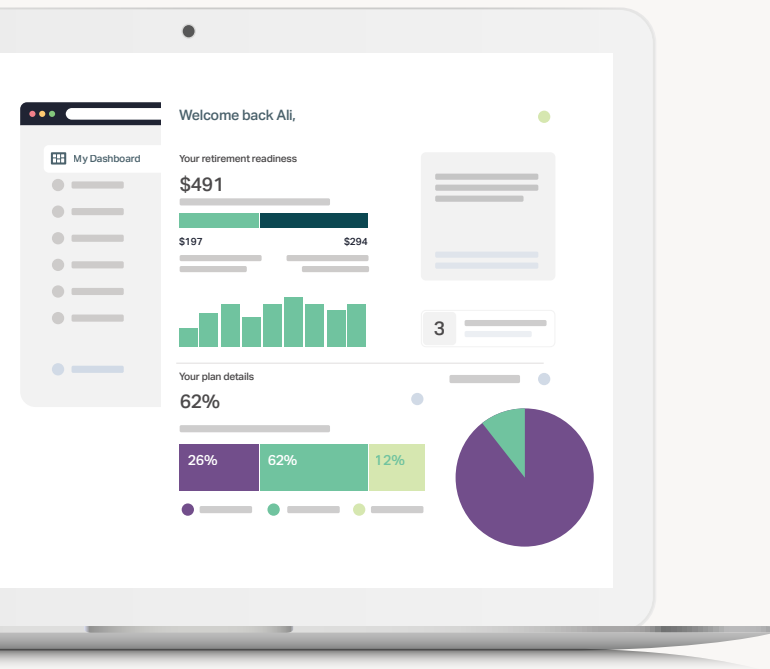 Welcome back Ali,
My Dashboard
Your retirement readiness
$491
$197 $294
3
Your plan details
62%
26% 62% 12%